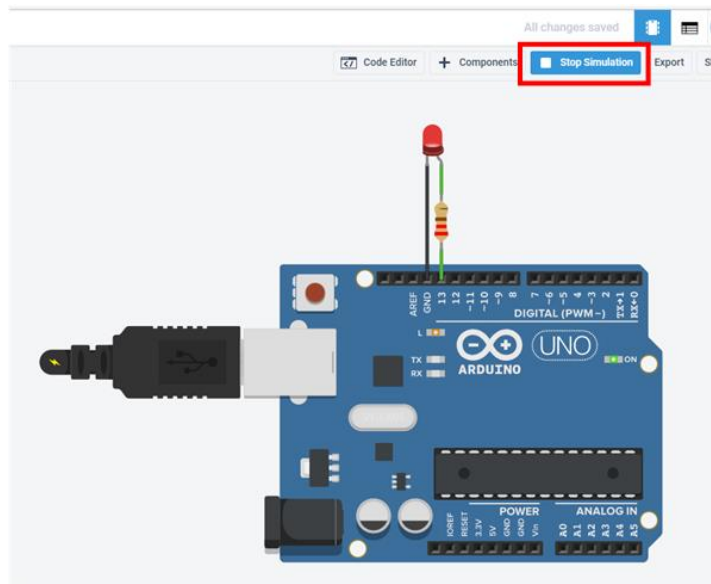 All changes saved
Code Editor
+ Components
Stop Simulation
Export
AREF
GND
13
12
~11
~10
~9
8
7
~6
~5
4
~3
2
TX→1
RX←0
DIGITAL (PWM~)
L
TX
RX
ARDUINO
UNO
ON
POWER
ANALOG IN
IOREF
RESET
3.3V
5V
GND
GND
Vin
A0
A1
A2
A3
A4
A5